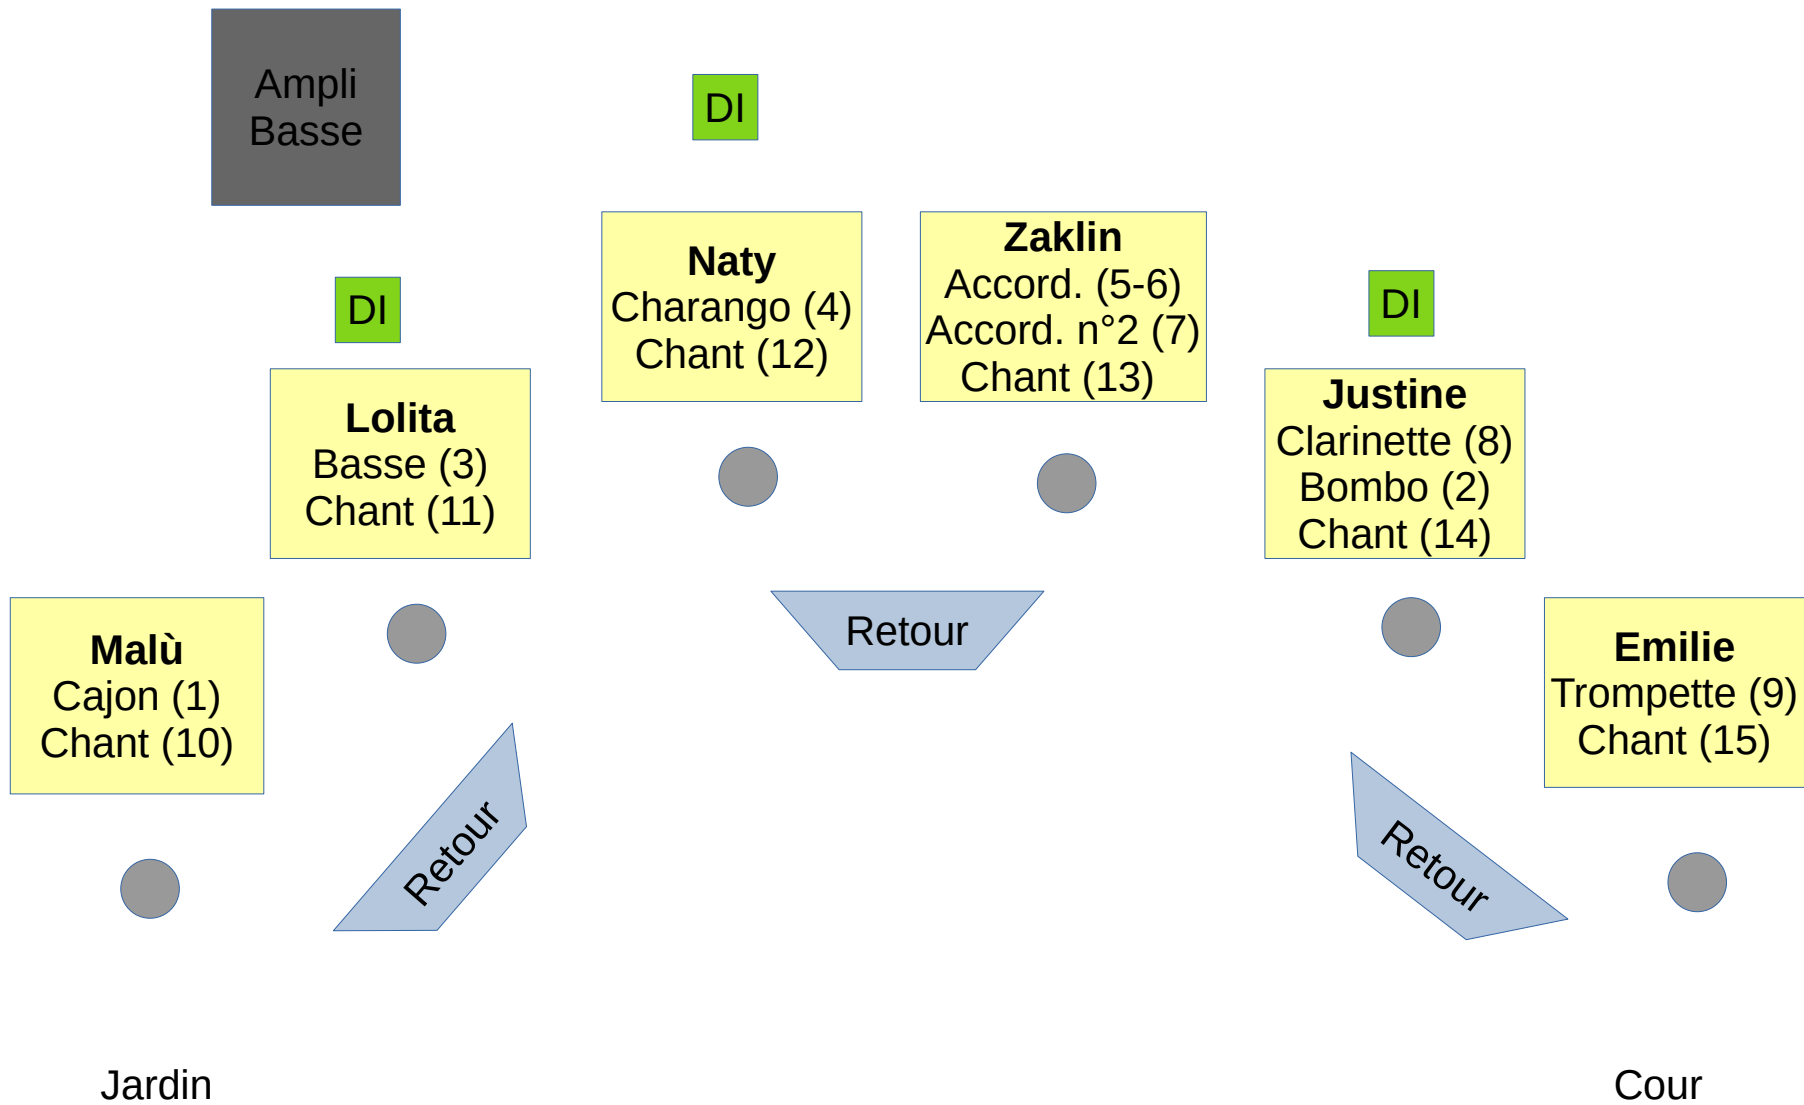 Ampli
Basse
DI
Naty
Charango (4)
Chant (12)
Zaklin
Accord. (5-6)
Accord. n°2 (7)
Chant (13)
DI
DI
Lolita
Basse (3)
Chant (11)
Justine
Clarinette (8)
Bombo (2)
Chant (14)
Retour
Malù
Cajon (1)
Chant (10)
Emilie
Trompette (9)
Chant (15)
Retour
Retour
Jardin
Cour